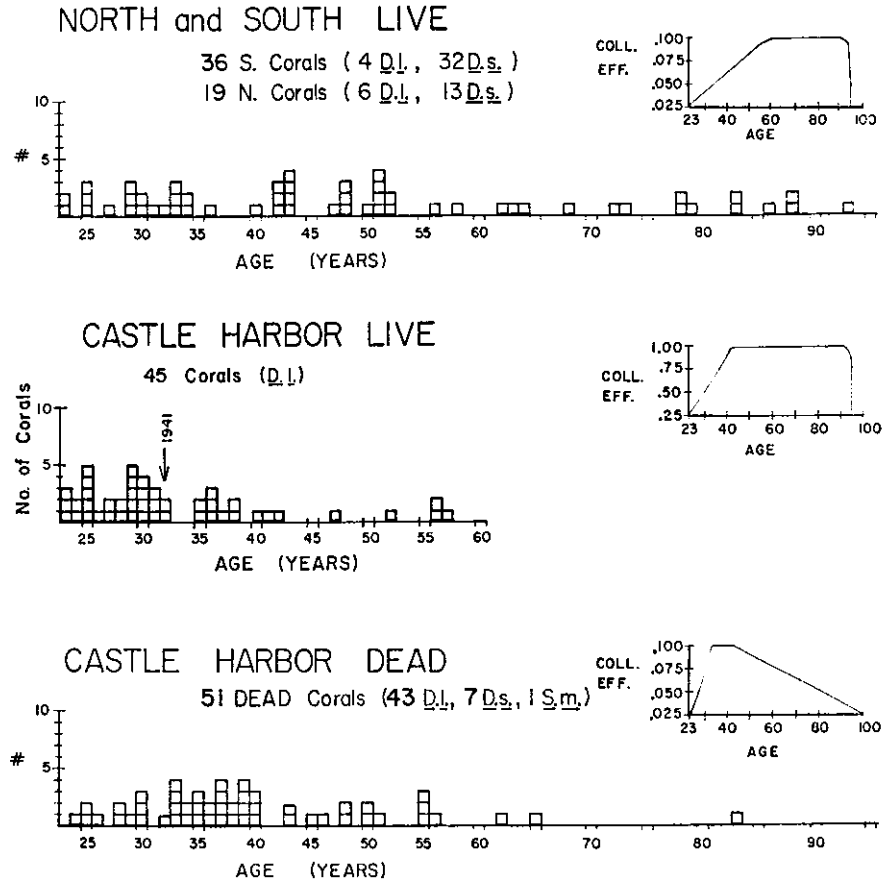 NORTH and SOUTH LIVE
36 S. Corals (4 D.l., 32 D.s.)
19 N. Corals (6 D.l., 13 D.s.)
COLL. EFF.
.100
.075
.050
.025
23 40 60 80 100
AGE
#
10
5
25 30 35 40 45 50 55 60 70 80 90
AGE (YEARS)
CASTLE HARBOR LIVE
45 Corals (D.l.)
COLL. EFF.
1.00
.75
.50
.25
23 40 60 80 100
AGE
No. of Corals
10
5
1941
25 30 35 40 45 50 55 60
AGE (YEARS)
CASTLE HARBOR DEAD
51 DEAD Corals (43 D.l., 7 D.s., 1 S.m.)
COLL. EFF.
.100
.075
.050
.025
23 40 60 80 100
AGE
#
10
5
25 30 35 40 45 50 55 60 70 80 90
AGE (YEARS)